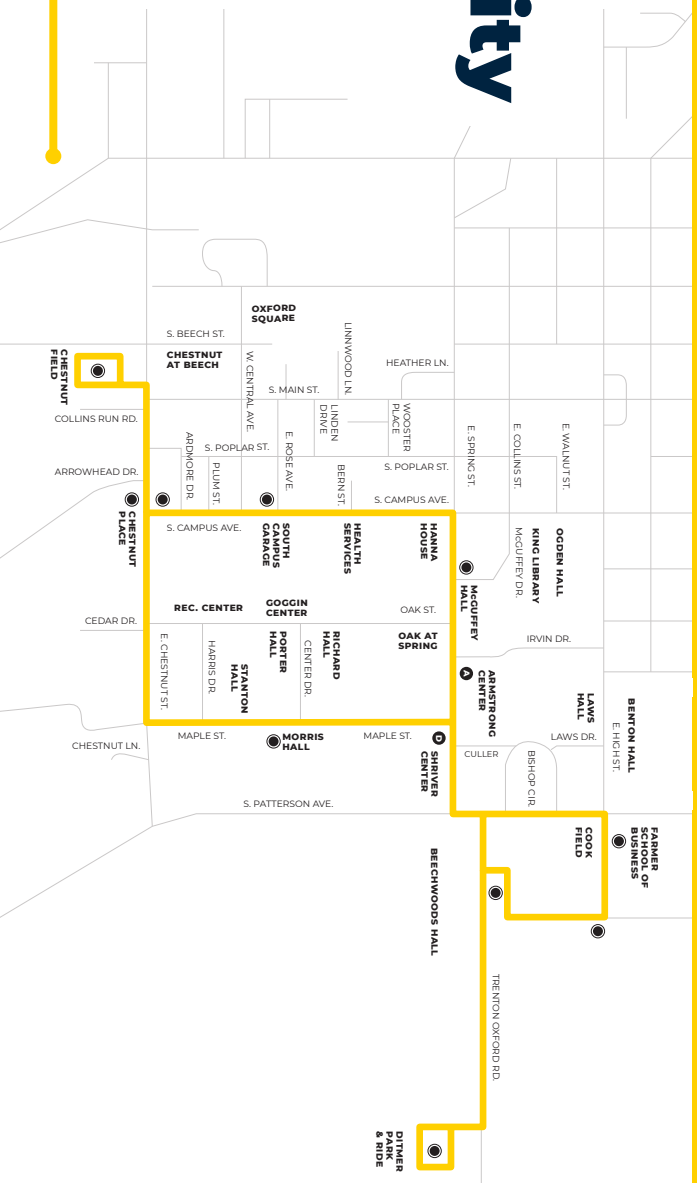 ity
OXFORD
SQUARE
S. BEECH ST.
CHESTNUT
AT BEECH
CHESTNUT
FIELD
W. CENTRAL AVE.
LINNWOOD LN.
HEATHER LN.
S. MAIN ST.
COLLINS RUN RD.
LINDEN
DRIVE
WOOSTER
PLACE
E. SPRING ST.
E. COLLINS ST.
E. WALNUT ST.
ARDMORE DR.
S. POPLAR ST.
PLUM ST.
E. ROSE AVE.
BERN ST.
S. POPLAR ST.
ARROWHEAD DR.
S. CAMPUS AVE.
CHESTNUT
PLACE
S. CAMPUS AVE.
SOUTH
CAMPUS
GARAGE
HEALTH
SERVICES
HANNA
HOUSE
McGUFFEY DR.
KING LIBRARY
OGDEN HALL
McGUFFEY
HALL
REC. CENTER
GOGGIN
CENTER
OAK ST.
CEDAR DR.
E. CHESTNUT ST.
HARRIS DR.
STANTON
HALL
PORTER
HALL
CENTER DR.
RICHARD
HALL
OAK AT
SPRING
IRVIN DR.
A
ARMSTRONG
CENTER
LAWS
HALL
BENTON HALL
E. HIGH ST.
LAWS DR.
MAPLE ST.
MORRIS
HALL
MAPLE ST.
D
SHRIVER
CENTER
CHESTNUT LN.
CULLER
BISHOP CIR.
S. PATTERSON AVE.
COOK
FIELD
FARMER
SCHOOL OF
BUSINESS
BEECHWOODS HALL
TRENTON OXFORD RD.
DITMER
PARK
& RIDE